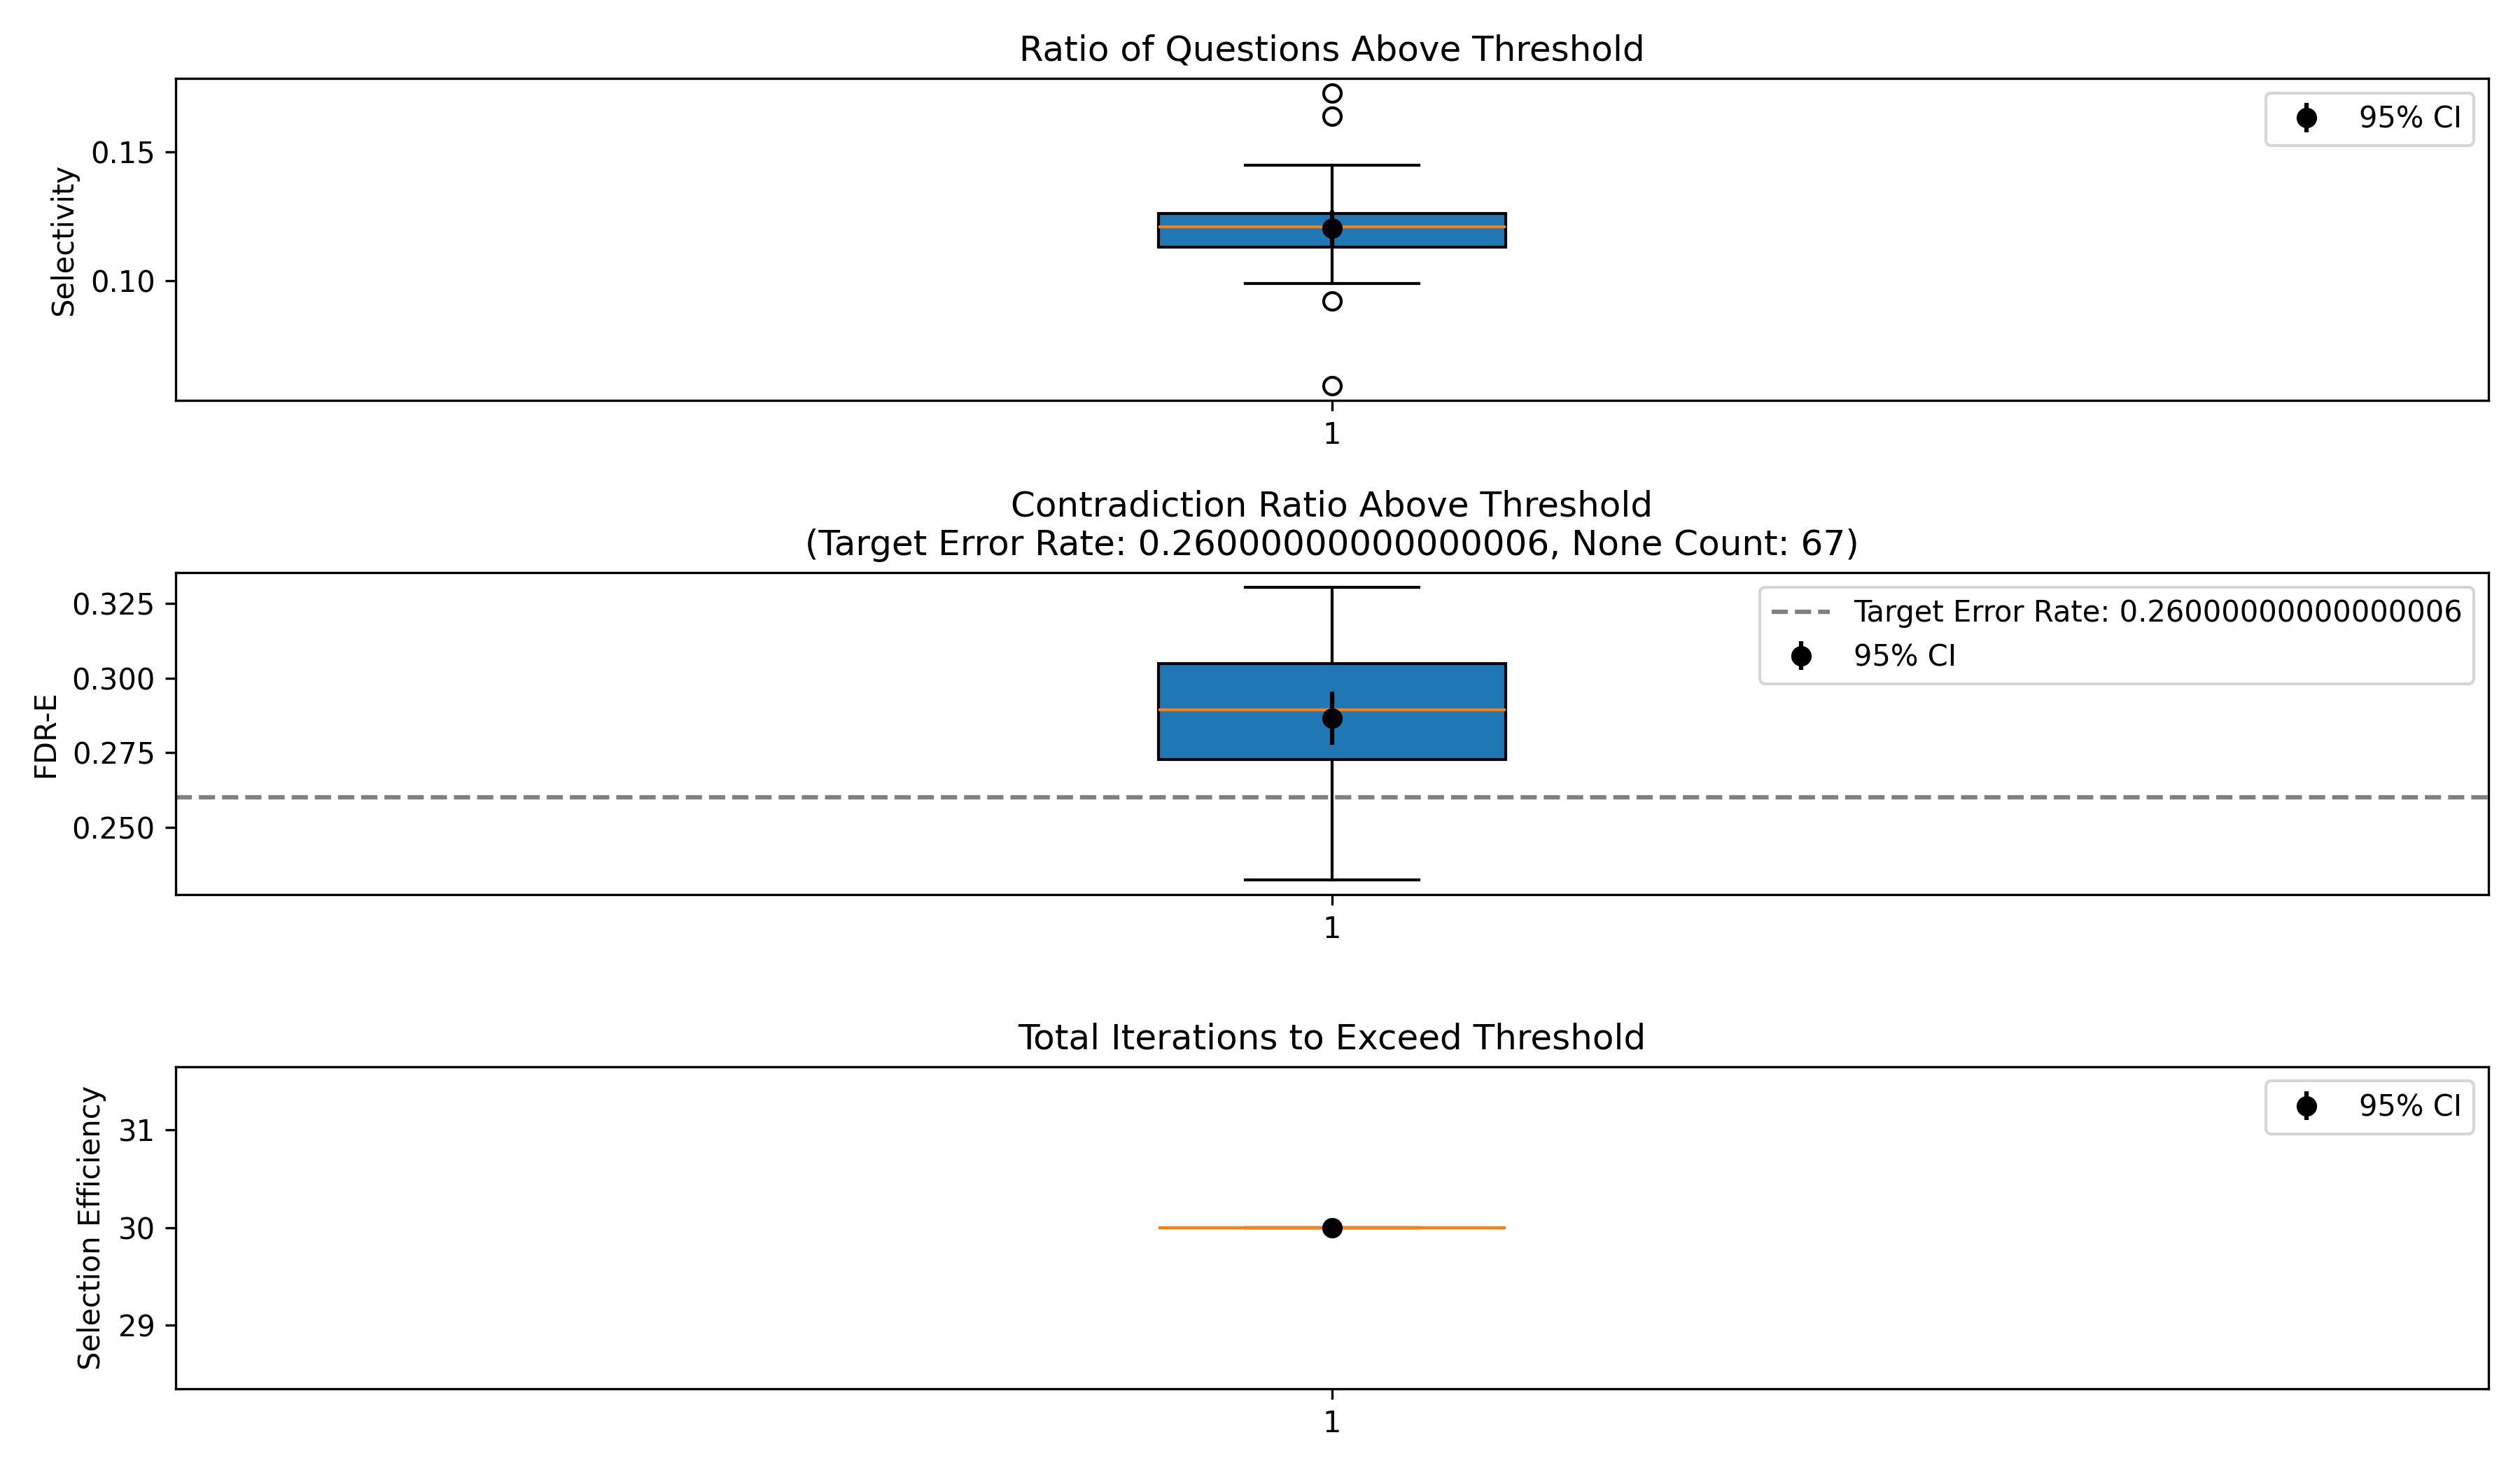 Ratio of Questions Above Threshold
Selectivity
0.15
0.10
95% CI
1
Contradiction Ratio Above Threshold
(Target Error Rate: 0.26000000000000006, None Count: 67)
FDR-E
0.325
0.300
0.275
0.250
Target Error Rate: 0.26000000000000006
95% CI
1
Total Iterations to Exceed Threshold
Selection Efficiency
31
30
29
95% CI
1